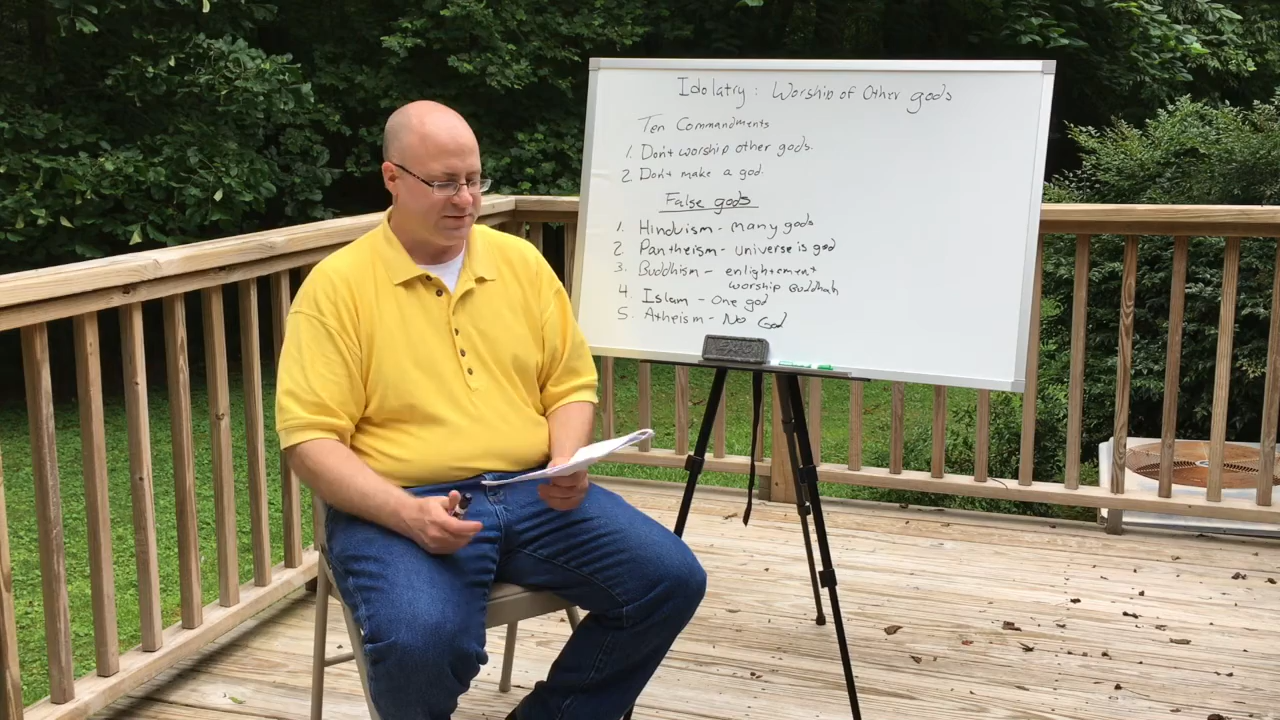 Idolatry : Worship of Other gods
Ten Commandments
1. Don't worship other gods.
2. Don't make a god.
False gods
1. Hinduism - many gods
2. Pantheism - universe is god
3. Buddhism - enlightement
worship Buddhah
4. Islam - One god
5. Atheism - No God